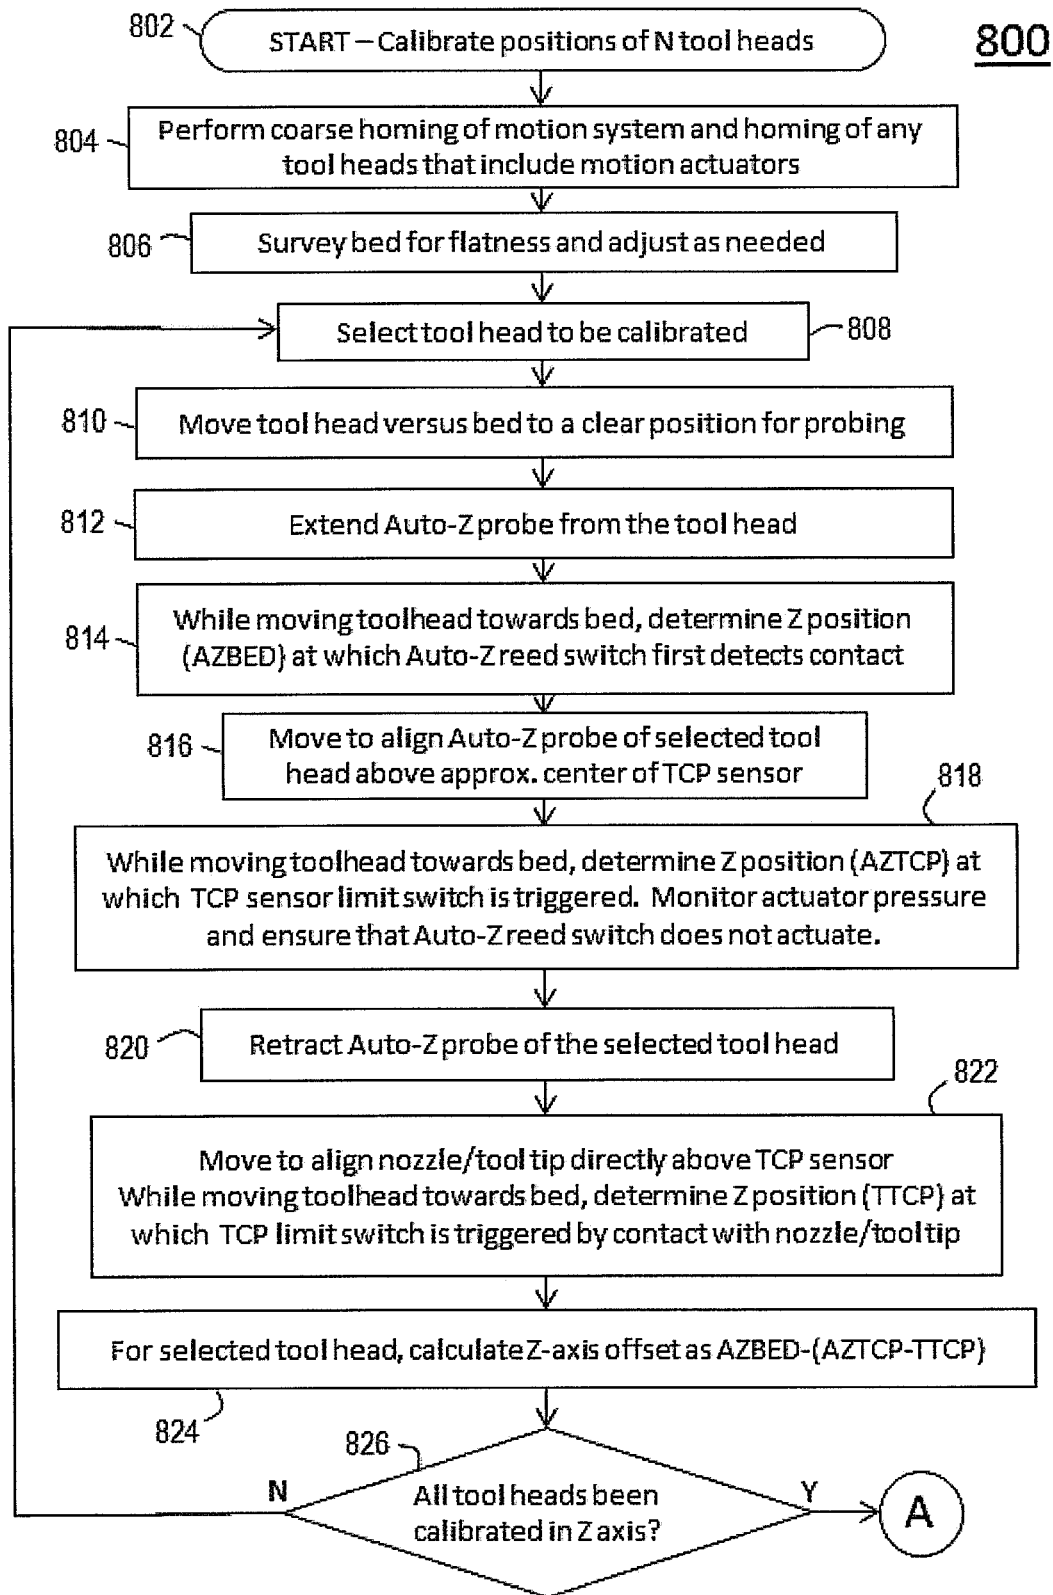 802
START – Calibrate positions of N tool heads
800
804
Perform coarse homing of motion system and homing of any
tool heads that include motion actuators
806
Survey bed for flatness and adjust as needed
Select tool head to be calibrated
808
810
Move tool head versus bed to a clear position for probing
812
Extend Auto-Z probe from the tool head
814
While moving toolhead towards bed, determine Z position
(AZBED) at which Auto-Z reed switch first detects contact
816
Move to align Auto-Z probe of selected tool
head above approx. center of TCP sensor
818
While moving toolhead towards bed, determine Z position (AZTCP) at
which TCP sensor limit switch is triggered. Monitor actuator pressure
and ensure that Auto-Z reed switch does not actuate.
820
Retract Auto-Z probe of the selected tool head
822
Move to align nozzle/tool tip directly above TCP sensor
While moving toolhead towards bed, determine Z position (TTCP) at
which TCP limit switch is triggered by contact with nozzle/tooltip
For selected tool head, calculate Z-axis offset as AZBED-(AZTCP-TTCP)
824
826
N
All tool heads been
calibrated in Z axis?
Y
A